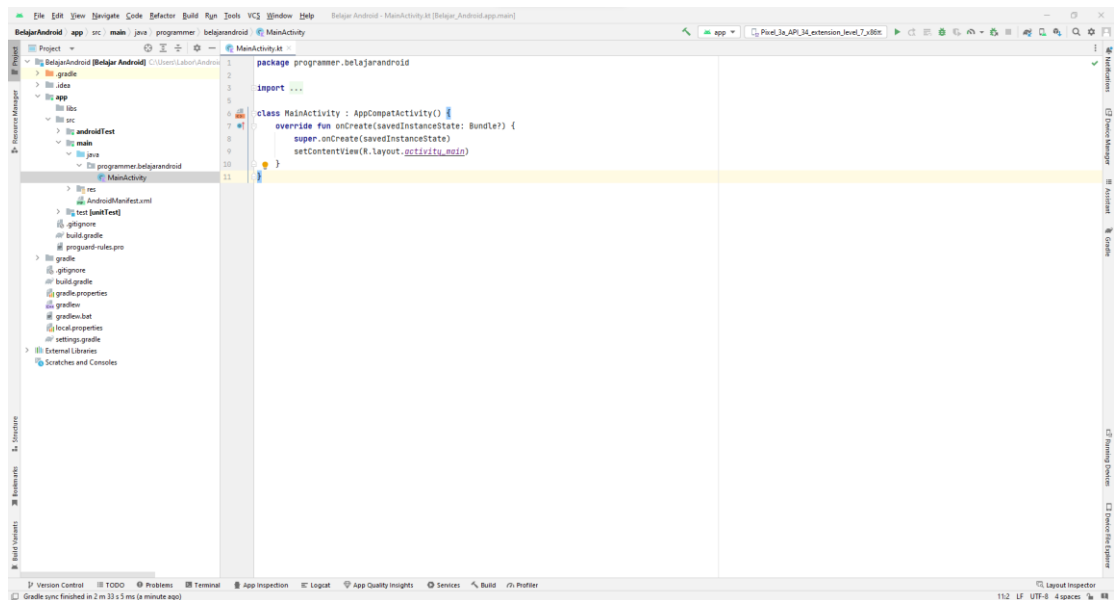 File Edit View Navigate Code Refactor Build Run Tools VCS Window Help Belajar Android - MainActivity.kt [Belajar_Android.app.main]
BelajarAndroid app src main java programmer belajarandroid MainActivity app Pixel_3a_API_34_extension_level_7_x86
Project MainActivity.kt
BelajarAndroid [Belajar Android] C:\Users\Labor\Androi
.gradle
.idea
app
libs
src
androidTest
main
java
programmer.belajarandroid
MainActivity
res
AndroidManifest.xml
test [unitTest]
.gitignore
build.gradle
proguard-rules.pro
gradle
.gitignore
build.gradle
gradle.properties
gradlew
gradlew.bat
local.properties
settings.gradle
External Libraries
Scratches and Consoles
1 package programmer.belajarandroid
2
3 import ...
5
6 class MainActivity : AppCompatActivity() {
7 override fun onCreate(savedInstanceState: Bundle?) {
8 super.onCreate(savedInstanceState)
9 setContentView(R.layout.activity_main)
10 }
11 }
Project
Resource Manager
Structure
Bookmarks
Build Variants
Notifications
Device Manager
Assistant
Gradle
Running Devices
Device File Explorer
Version Control TODO Problems Terminal App Inspection Logcat App Quality Insights Services Build Profiler Layout Inspector
Gradle sync finished in 2 m 33 s 5 ms (a minute ago) 11:2 LF UTF-8 4 spaces